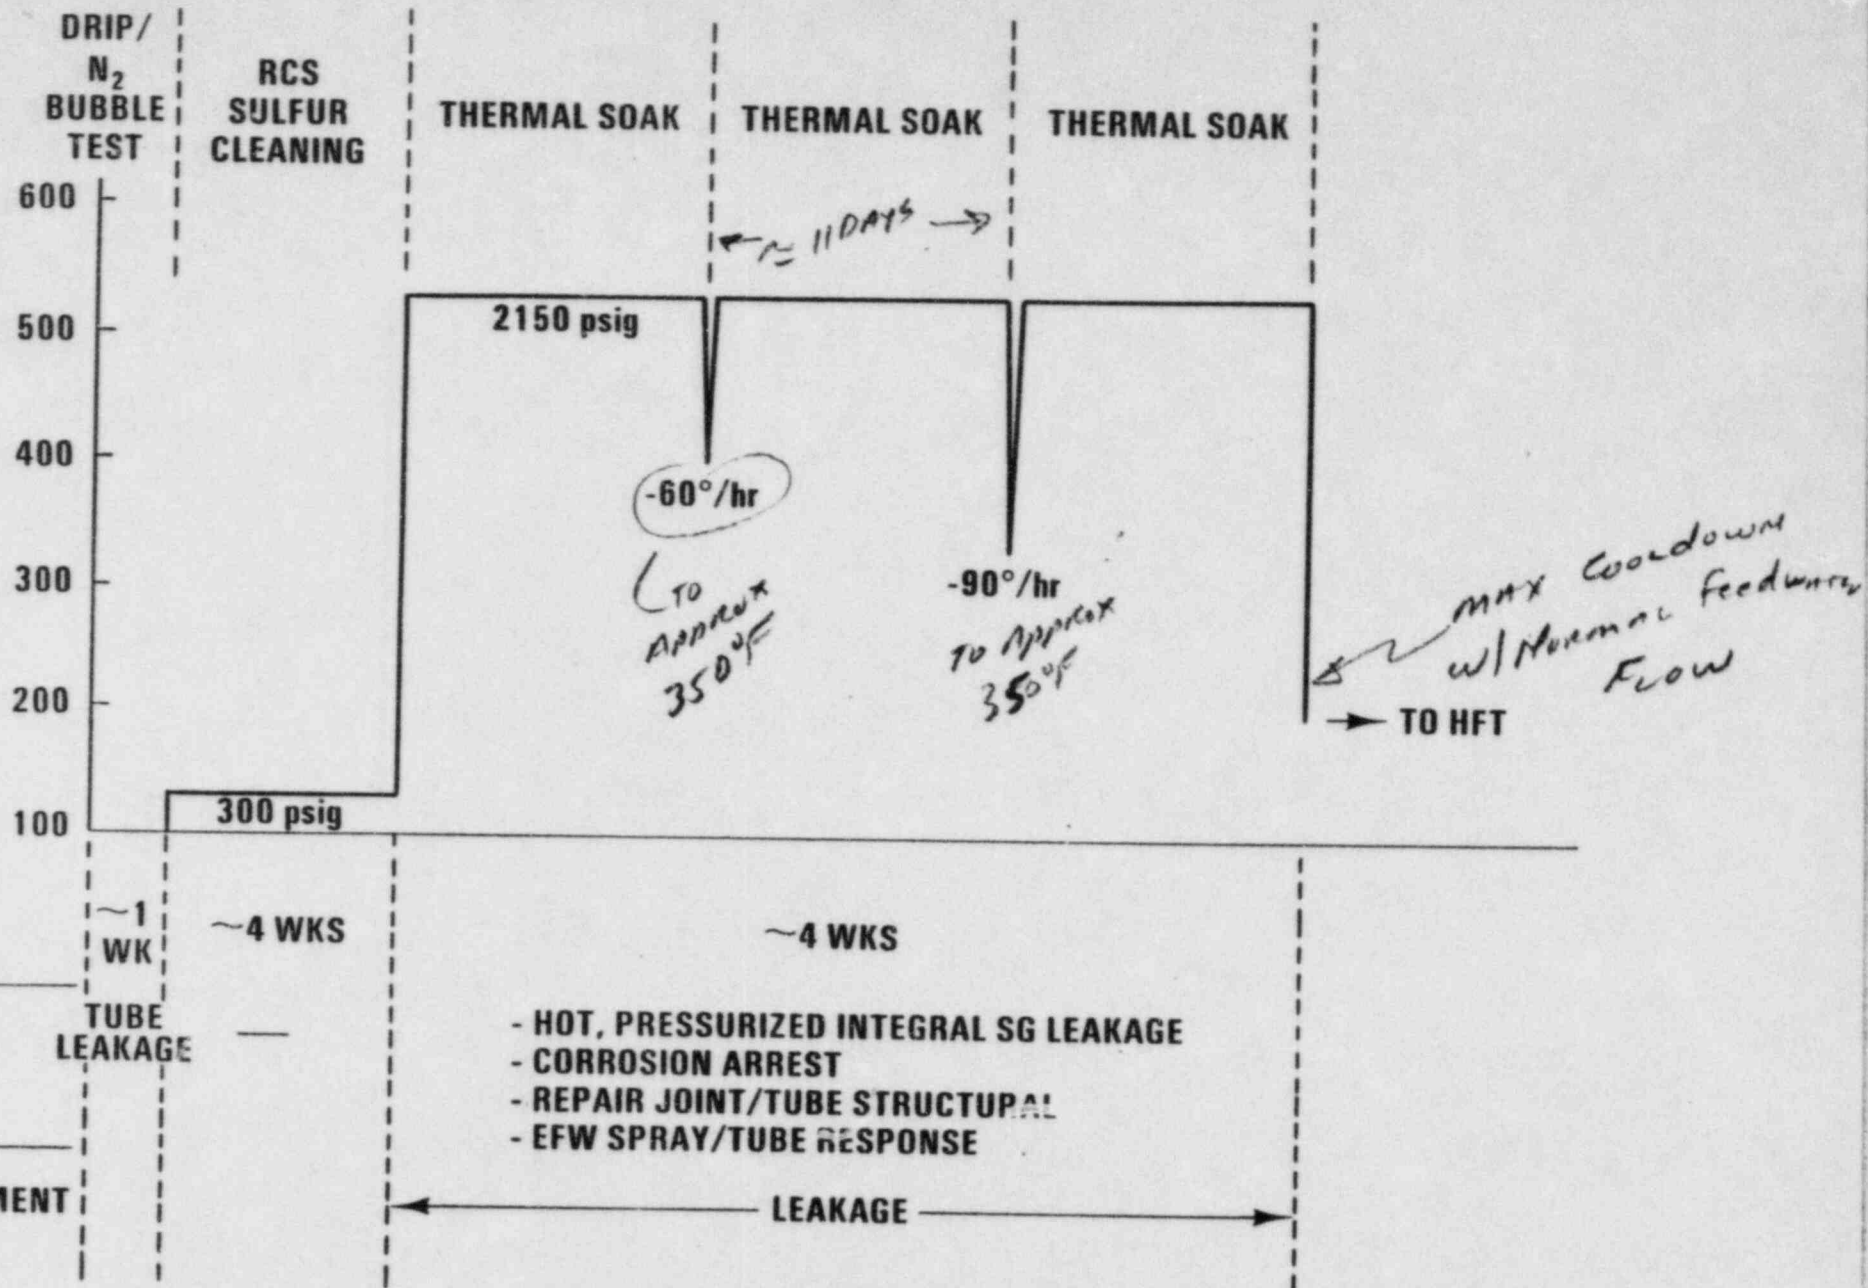 DRIP/
N₂
BUBBLE
TEST
RCS
SULFUR
CLEANING
THERMAL SOAK
THERMAL SOAK
THERMAL SOAK
600
500
400
300
200
100
≈ 11 DAYS
2150 psig
-60°/hr
TO
APPROX
350°F
-90°/hr
TO APPROX
350°F
MAX Cooldown
w/ Normal Feedwater
FLOW
TO HFT
300 psig
~1
WK
~4 WKS
~4 WKS
TUBE
LEAKAGE
—
- HOT, PRESSURIZED INTEGRAL SG LEAKAGE
- CORROSION ARREST
- REPAIR JOINT/TUBE STRUCTURAL
- EFW SPRAY/TUBE RESPONSE
MENT
LEAKAGE